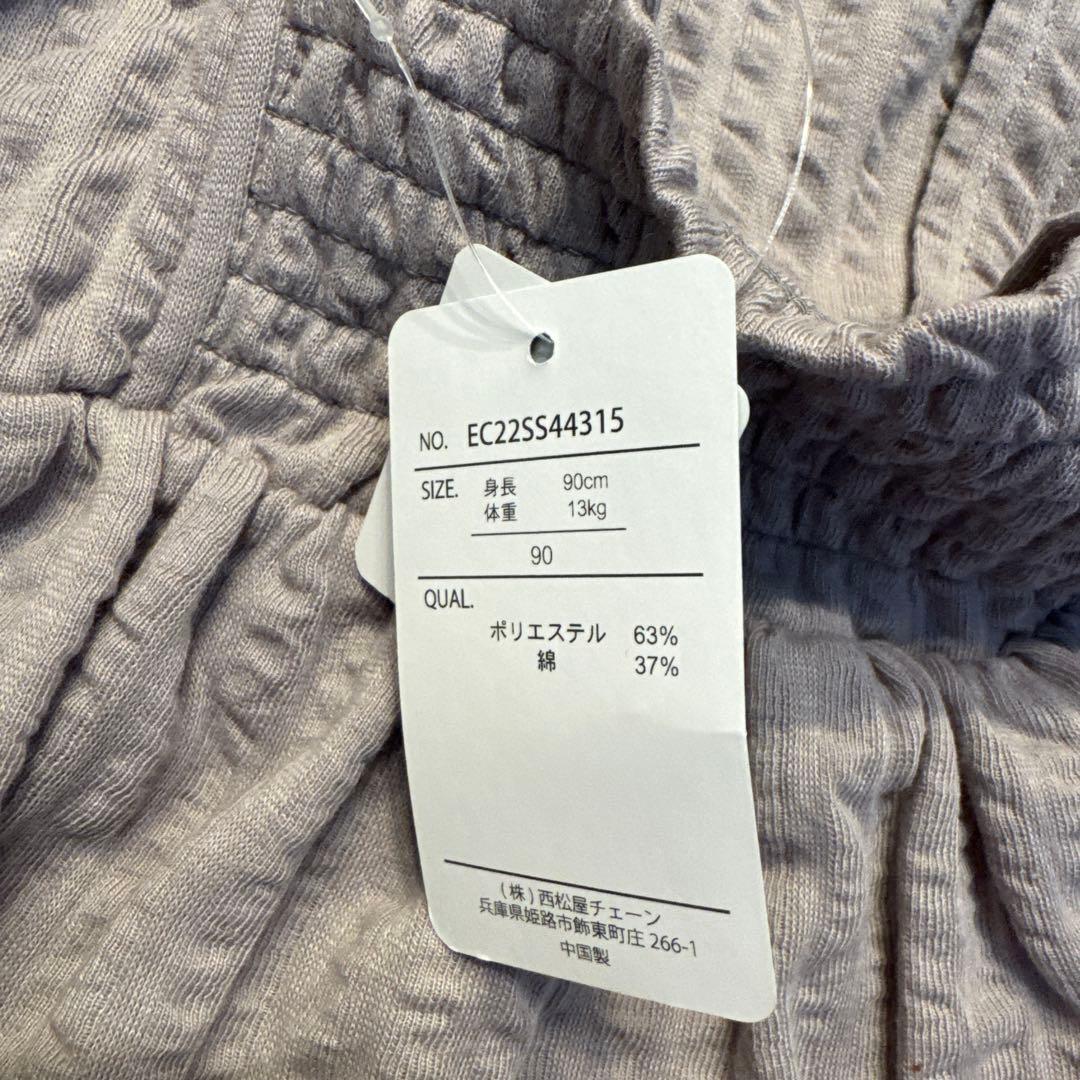 NO. EC22SS44315
SIZE. 身長 90cm
体重 13kg
90
QUAL.
ポリエステル 63%
綿 37%
(株)西松屋チェーン
兵庫県姫路市飾東町庄 266-1
中国製